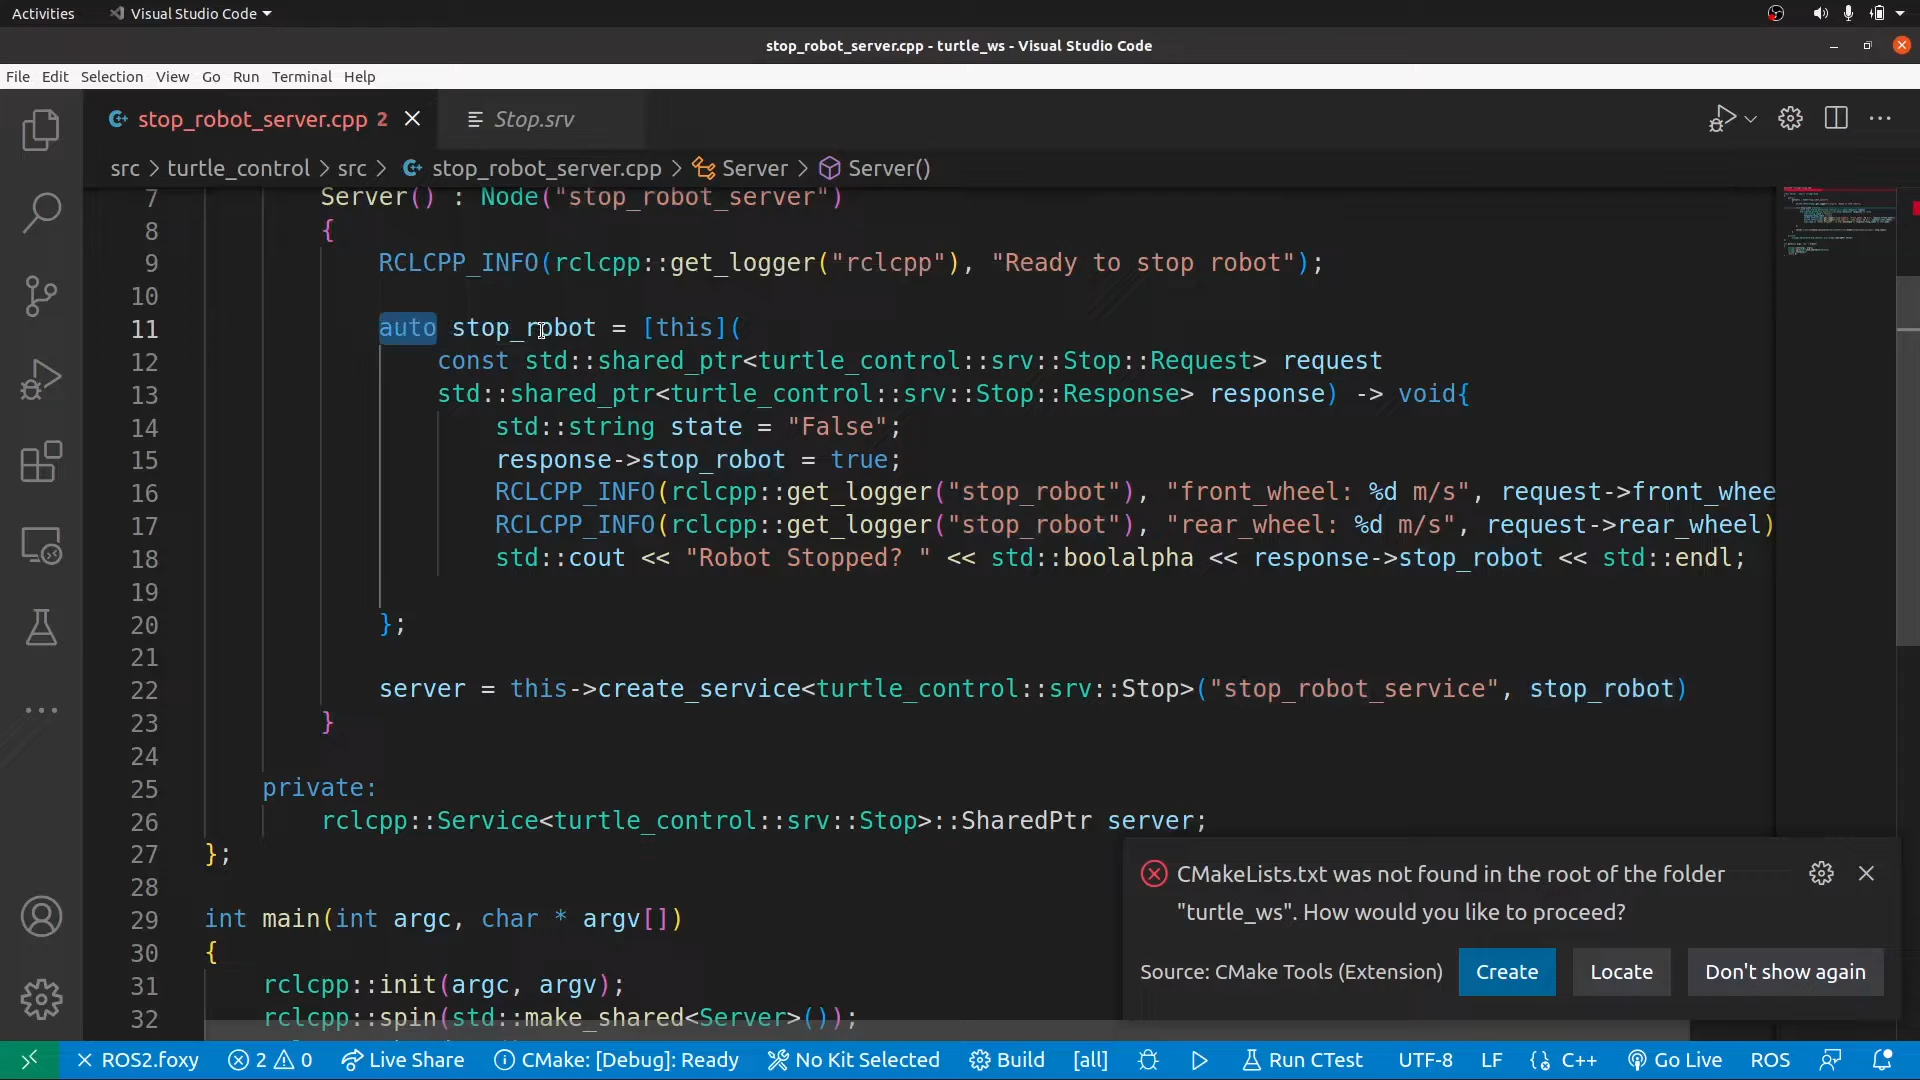 Activities Visual Studio Code
stop_robot_server.cpp - turtle_ws - Visual Studio Code
File Edit Selection View Go Run Terminal Help
stop_robot_server.cpp 2 Stop.srv
src > turtle_control > src > stop_robot_server.cpp > Server > Server()
7 Server() : Node("stop_robot_server")
8 {
9 RCLCPP_INFO(rclcpp::get_logger("rclcpp"), "Ready to stop robot");
10
11 auto stop_robot = [this](
12 const std::shared_ptr<turtle_control::srv::Stop::Request> request
13 std::shared_ptr<turtle_control::srv::Stop::Response> response) -> void{
14 std::string state = "False";
15 response->stop_robot = true;
16 RCLCPP_INFO(rclcpp::get_logger("stop_robot"), "front_wheel: %d m/s", request->front_whee
17 RCLCPP_INFO(rclcpp::get_logger("stop_robot"), "rear_wheel: %d m/s", request->rear_wheel)
18 std::cout << "Robot Stopped? " << std::boolalpha << response->stop_robot << std::endl;
19
20 };
21
22 server = this->create_service<turtle_control::srv::Stop>("stop_robot_service", stop_robot)
23 }
24
25 private:
26 rclcpp::Service<turtle_control::srv::Stop>::SharedPtr server;
27 };
28
29 int main(int argc, char * argv[])
30 {
31 rclcpp::init(argc, argv);
32 rclcpp::spin(std::make_shared<Server>());
CMakeLists.txt was not found in the root of the folder
"turtle_ws". How would you like to proceed?
Source: CMake Tools (Extension) Create Locate Don't show again
ROS2.foxy 2 0 Live Share CMake: [Debug]: Ready No Kit Selected Build [all] Run CTest UTF-8 LF C++ Go Live ROS